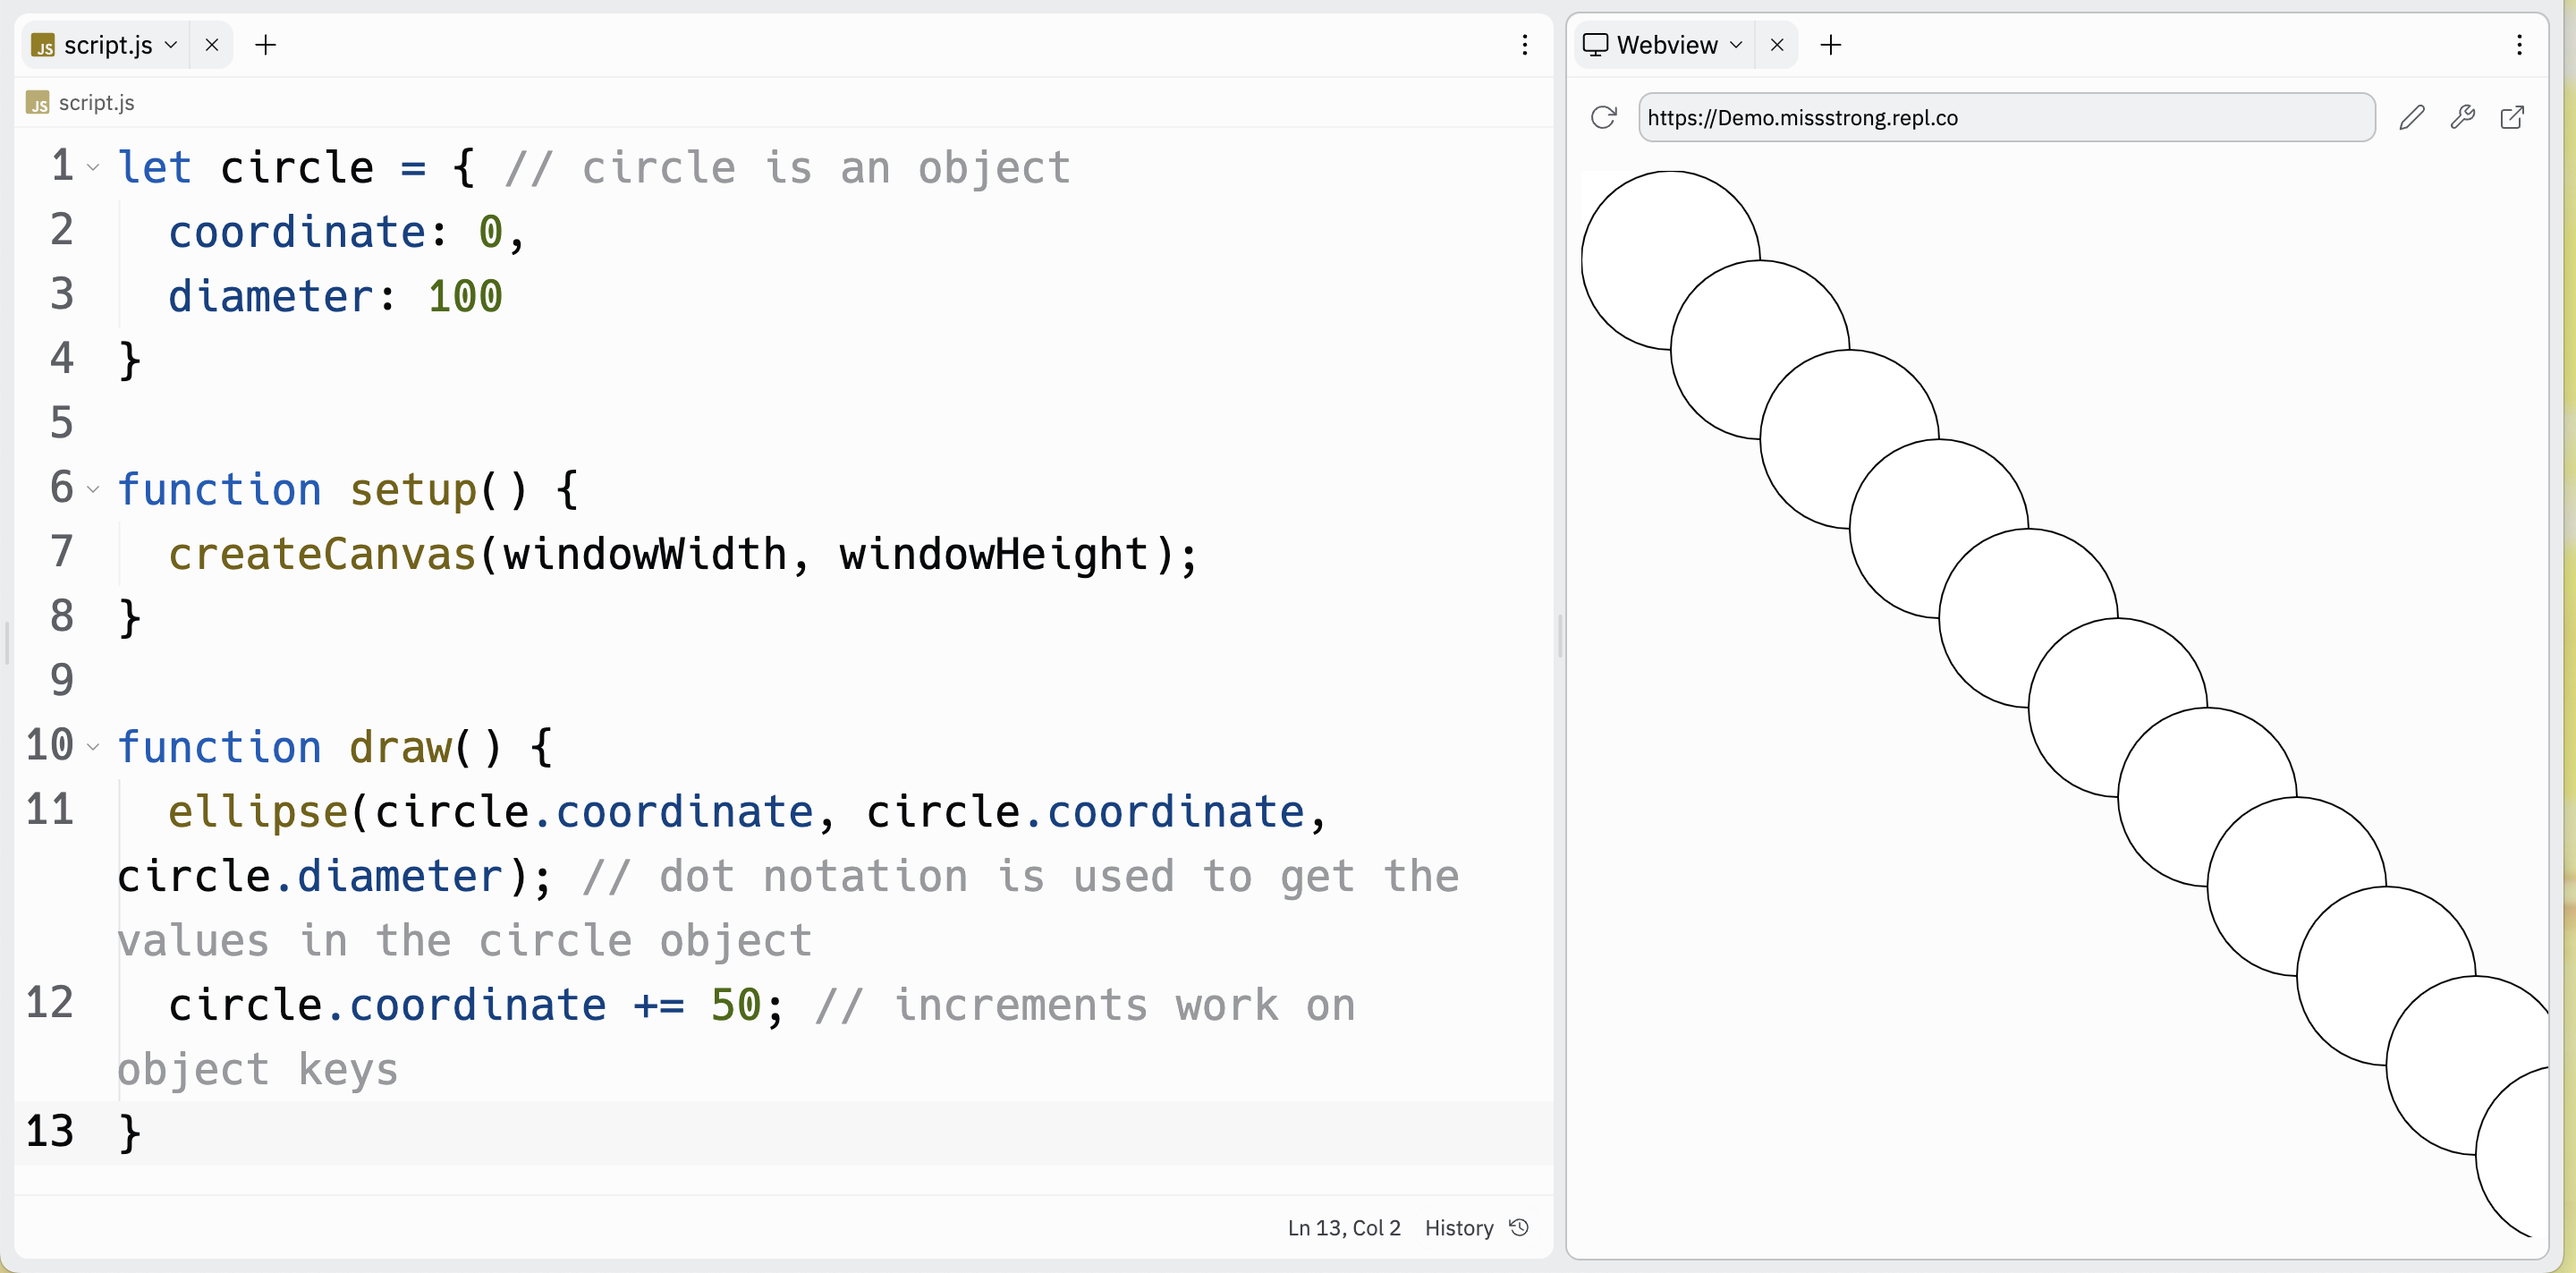 script.js
Webview
script.js
https://Demo.missstrong.repl.co
1 let circle = { // circle is an object
2 coordinate: 0,
3 diameter: 100
4 }
5
6 function setup() {
7 createCanvas(windowWidth, windowHeight);
8 }
9
10 function draw() {
11 ellipse(circle.coordinate, circle.coordinate,
circle.diameter); // dot notation is used to get the
values in the circle object
12 circle.coordinate += 50; // increments work on
object keys
13 }
Ln 13, Col 2 History